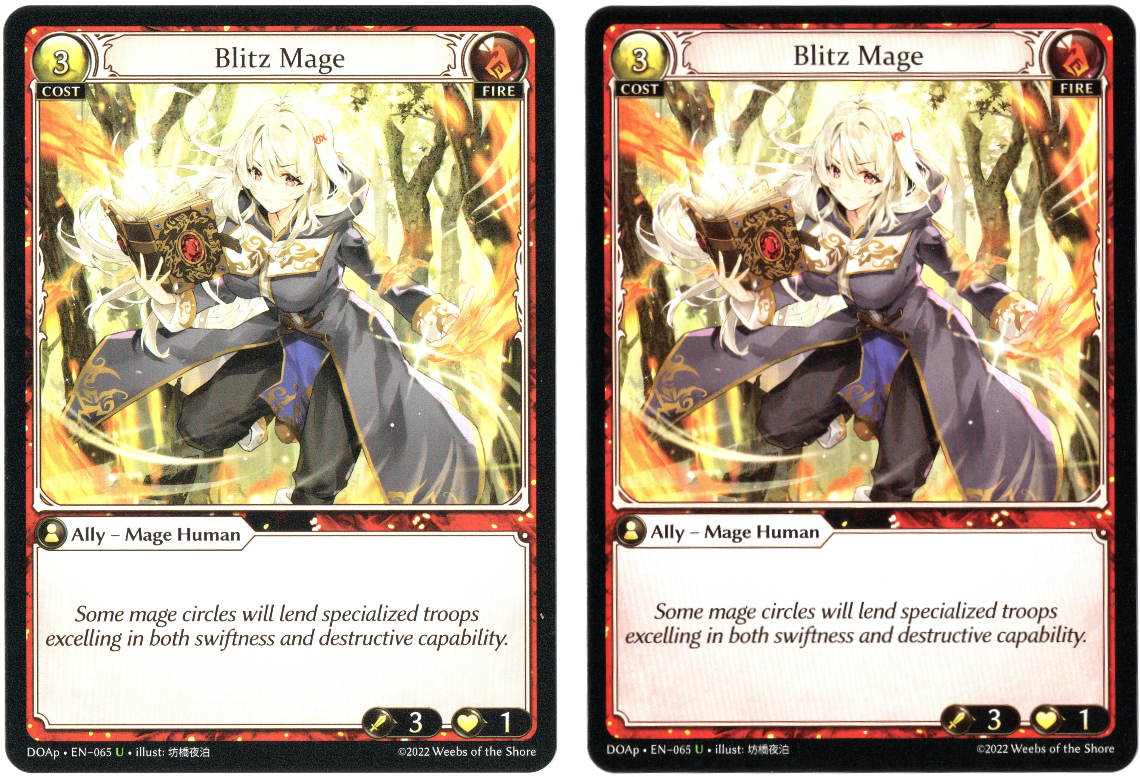 Blitz Mage
3
COST
FIRE
Ally – Mage Human
Some mage circles will lend specialized troops
excelling in both swiftness and destructive capability.
3
1
DOAp • EN-065 U • illust: 坊橋夜泊
©2022 Weebs of the Shore
Blitz Mage
3
COST
FIRE
Ally – Mage Human
Some mage circles will lend specialized troops
excelling in both swiftness and destructive capability.
3
1
DOAp • EN-065 U • illust: 坊橋夜泊
©2022 Weebs of the Shore